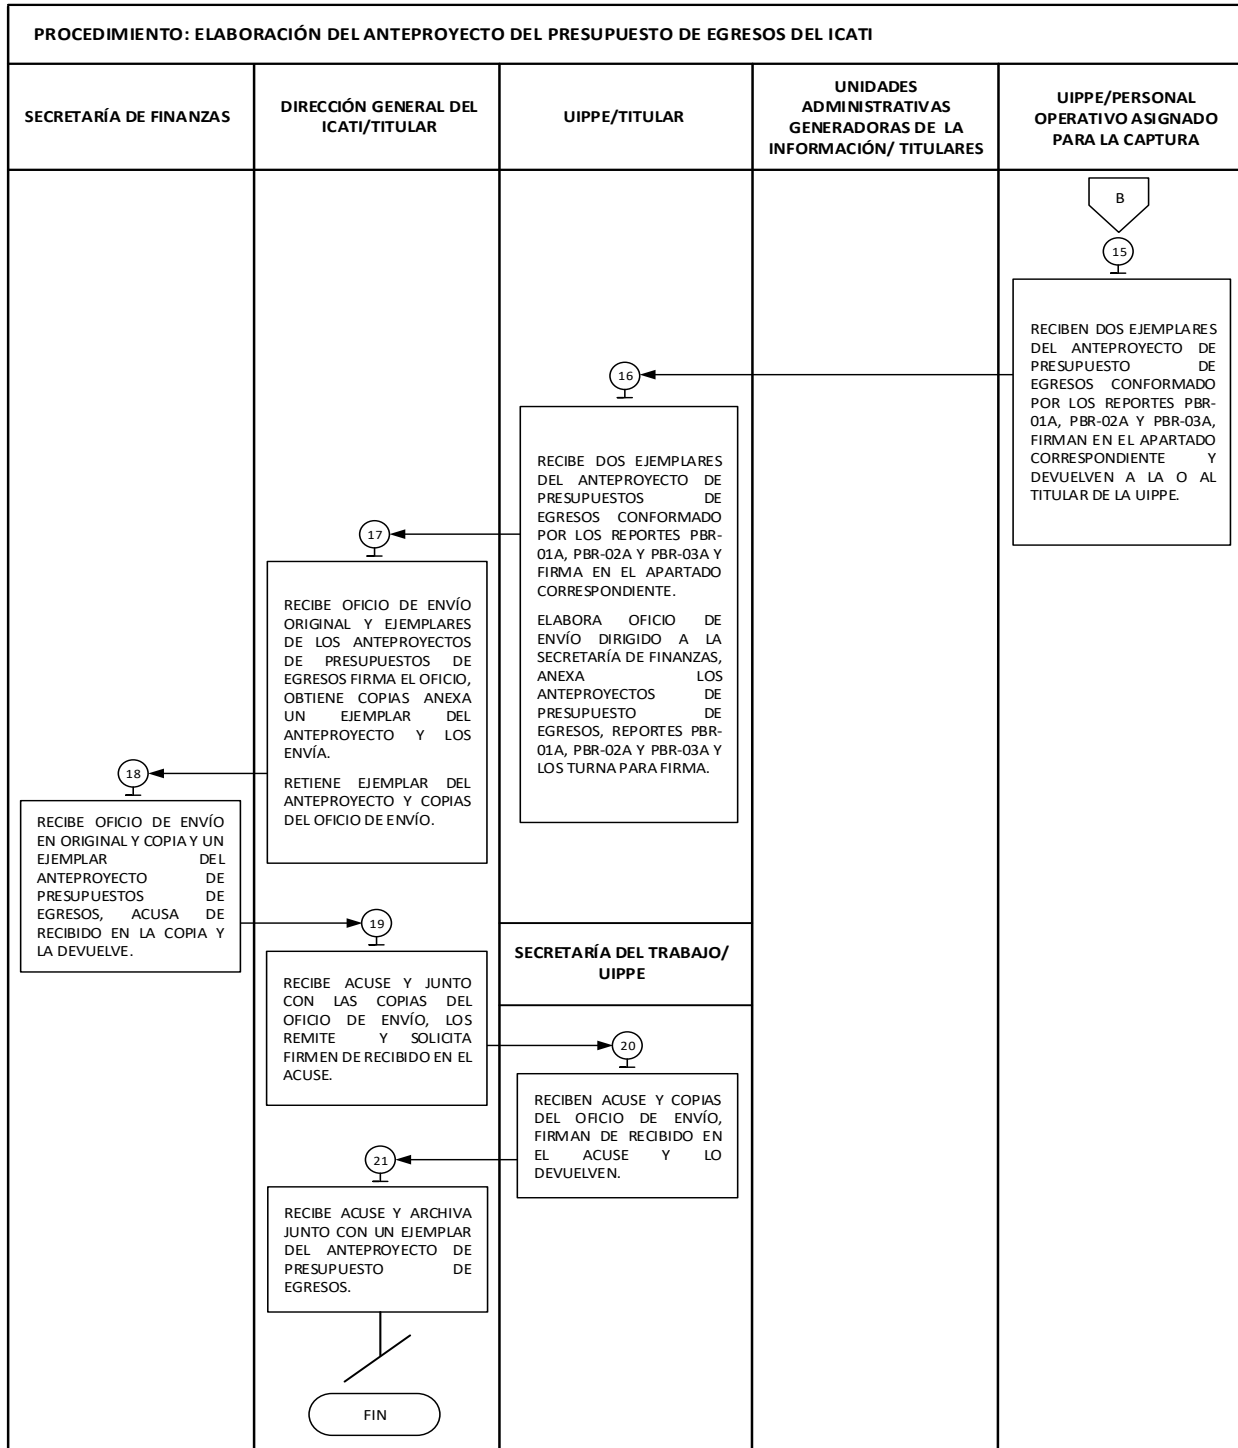 PROCEDIMIENTO: ELABORACIÓN DEL ANTEPROYECTO DEL PRESUPUESTO DE EGRESOS DEL ICATI
SECRETARÍA DE FINANZAS
DIRECCIÓN GENERAL DEL
ICATI/TITULAR
UIPPE/TITULAR
UNIDADES
ADMINISTRATIVAS
GENERADORAS DE LA
INFORMACIÓN/ TITULARES
UIPPE/PERSONAL
OPERATIVO ASIGNADO
PARA LA CAPTURA
B
15
RECIBEN DOS EJEMPLARES
DEL ANTEPROYECTO DE
PRESUPUESTO DE
EGRESOS CONFORMADO
POR LOS REPORTES PBR-
01A, PBR-02A Y PBR-03A,
FIRMAN EN EL APARTADO
CORRESPONDIENTE Y
DEVUELVEN A LA O AL
TITULAR DE LA UIPPE.
16
RECIBE DOS EJEMPLARES
DEL ANTEPROYECTO DE
PRESUPUESTOS DE
EGRESOS CONFORMADO
POR LOS REPORTES PBR-
01A, PBR-02A Y PBR-03A Y
FIRMA EN EL APARTADO
CORRESPONDIENTE.
ELABORA OFICIO DE
ENVÍO DIRIGIDO A LA
SECRETARÍA DE FINANZAS,
ANEXA LOS
ANTEPROYECTOS DE
PRESUPUESTO DE
EGRESOS, REPORTES PBR-
01A, PBR-02A Y PBR-03A Y
LOS TURNA PARA FIRMA.
17
RECIBE OFICIO DE ENVÍO
ORIGINAL Y EJEMPLARES
DE LOS ANTEPROYECTOS
DE PRESUPUESTOS DE
EGRESOS FIRMA EL OFICIO,
OBTIENE COPIAS ANEXA
UN EJEMPLAR DEL
ANTEPROYECTO Y LOS
ENVÍA.
RETIENE EJEMPLAR DEL
ANTEPROYECTO Y COPIAS
DEL OFICIO DE ENVÍO.
18
RECIBE OFICIO DE ENVÍO
EN ORIGINAL Y COPIA Y UN
EJEMPLAR DEL
ANTEPROYECTO DE
PRESUPUESTOS DE
EGRESOS, ACUSA DE
RECIBIDO EN LA COPIA Y
LA DEVUELVE.
19
RECIBE ACUSE Y JUNTO
CON LAS COPIAS DEL
OFICIO DE ENVÍO, LOS
REMITE Y SOLICITA
FIRMEN DE RECIBIDO EN EL
ACUSE.
SECRETARÍA DEL TRABAJO/
UIPPE
20
RECIBEN ACUSE Y COPIAS
DEL OFICIO DE ENVÍO,
FIRMAN DE RECIBIDO EN
EL ACUSE Y LO
DEVUELVEN.
21
RECIBE ACUSE Y ARCHIVA
JUNTO CON UN EJEMPLAR
DEL ANTEPROYECTO DE
PRESUPUESTO DE
EGRESOS.
FIN